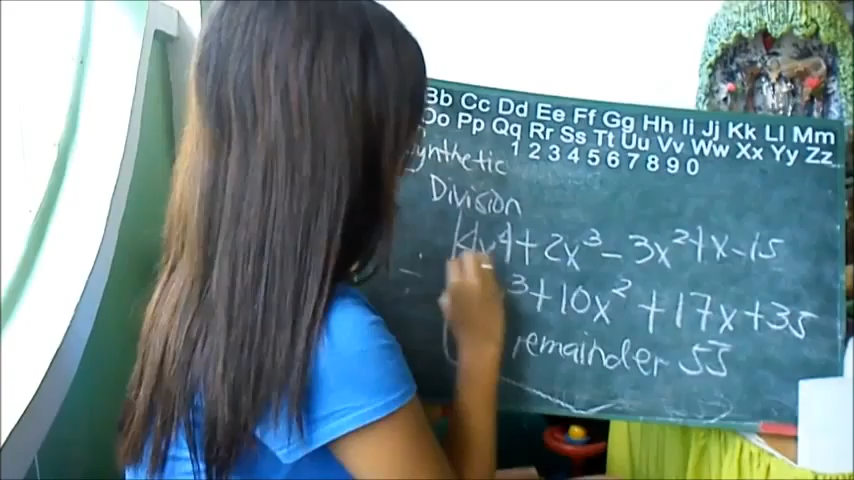 Bb Cc Dd Ee Ff Gg Hh Ii Jj Kk Ll Mm
Oo Pp Qq Rr Ss Tt Uu Vv Ww Xx Yy Zz
1 2 3 4 5 6 7 8 9 0
ynthetic
Division
4x⁴+2x³-3x²+x-15
³+10x²+17x+35
remainder 55